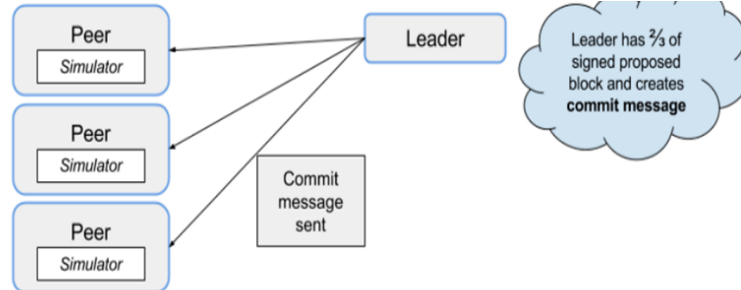 Peer
Simulator
Peer
Simulator
Peer
Simulator
Leader
Commit
message
sent
Leader has ⅔ of
signed proposed
block and creates
commit message